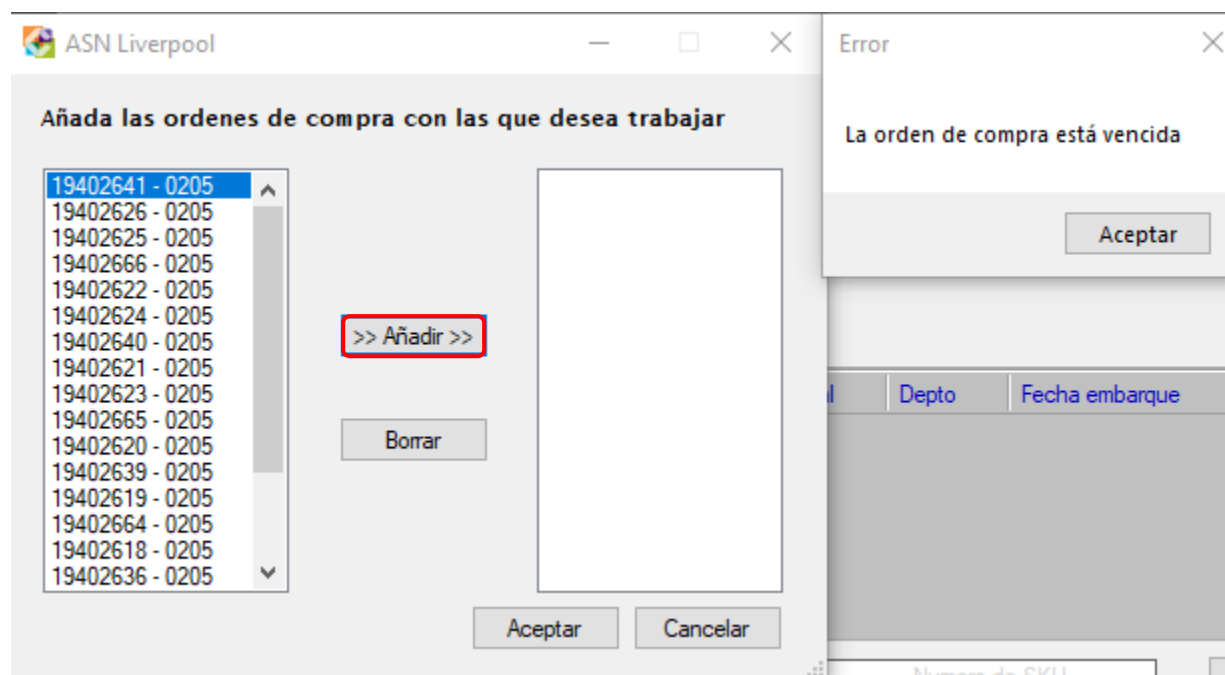 ASN Liverpool
Error
Añada las ordenes de compra con las que desea trabajar
La orden de compra está vencida
Aceptar
19402641 - 0205
19402626 - 0205
19402625 - 0205
19402666 - 0205
19402622 - 0205
19402624 - 0205
19402640 - 0205
19402621 - 0205
19402623 - 0205
19402665 - 0205
19402620 - 0205
19402639 - 0205
19402619 - 0205
19402664 - 0205
19402618 - 0205
19402636 - 0205
>> Añadir >>
Borrar
Depto
Fecha embarque
Aceptar
Cancelar